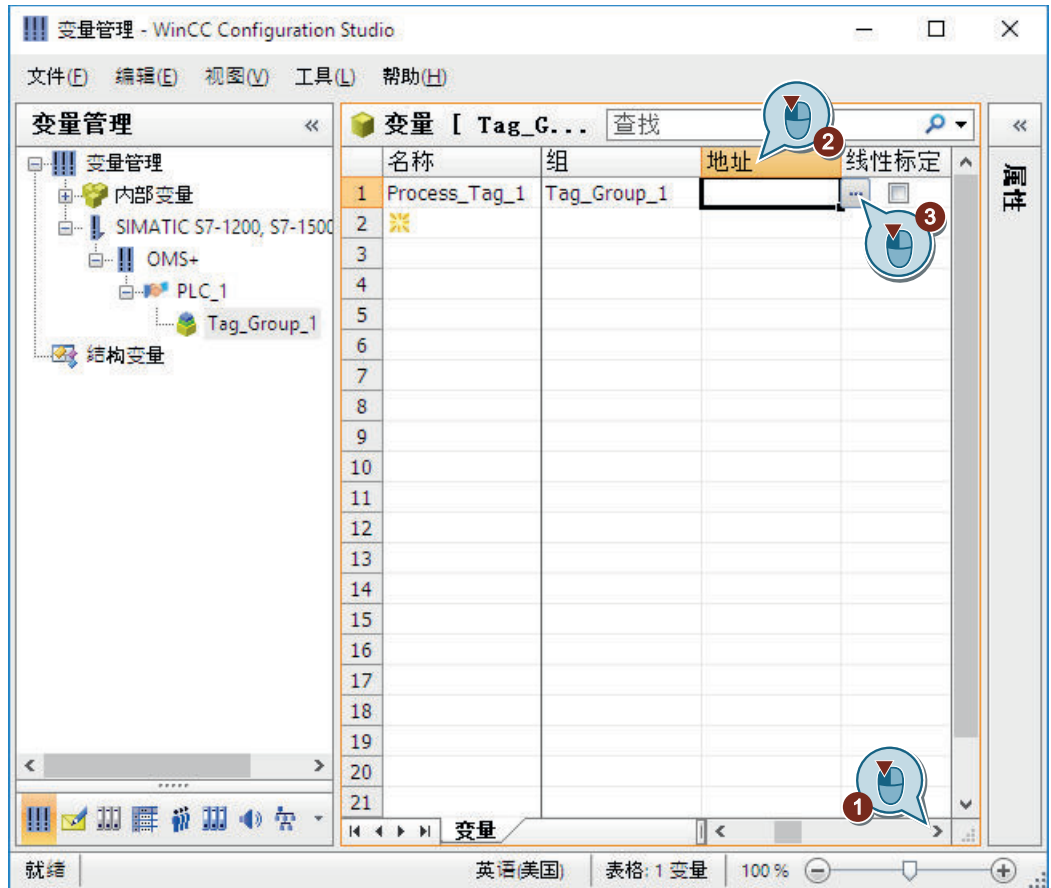 变量管理 - WinCC Configuration Studio
文件(F) 编辑(E) 视图(V) 工具(L) 帮助(H)
变量管理 «
变量管理
内部变量
SIMATIC S7-1200, S7-1500
OMS+
PLC_1
Tag_Group_1
结构变量
变量 [ Tag_G... 查找
2
名称 组 地址 线性标定
1 Process_Tag_1 Tag_Group_1 ...
3
2
3
4
5
6
7
8
9
10
11
12
13
14
15
16
17
18
19
20
21
1
变量
«
属性
就绪 英语(美国) 表格: 1 变量 100 %